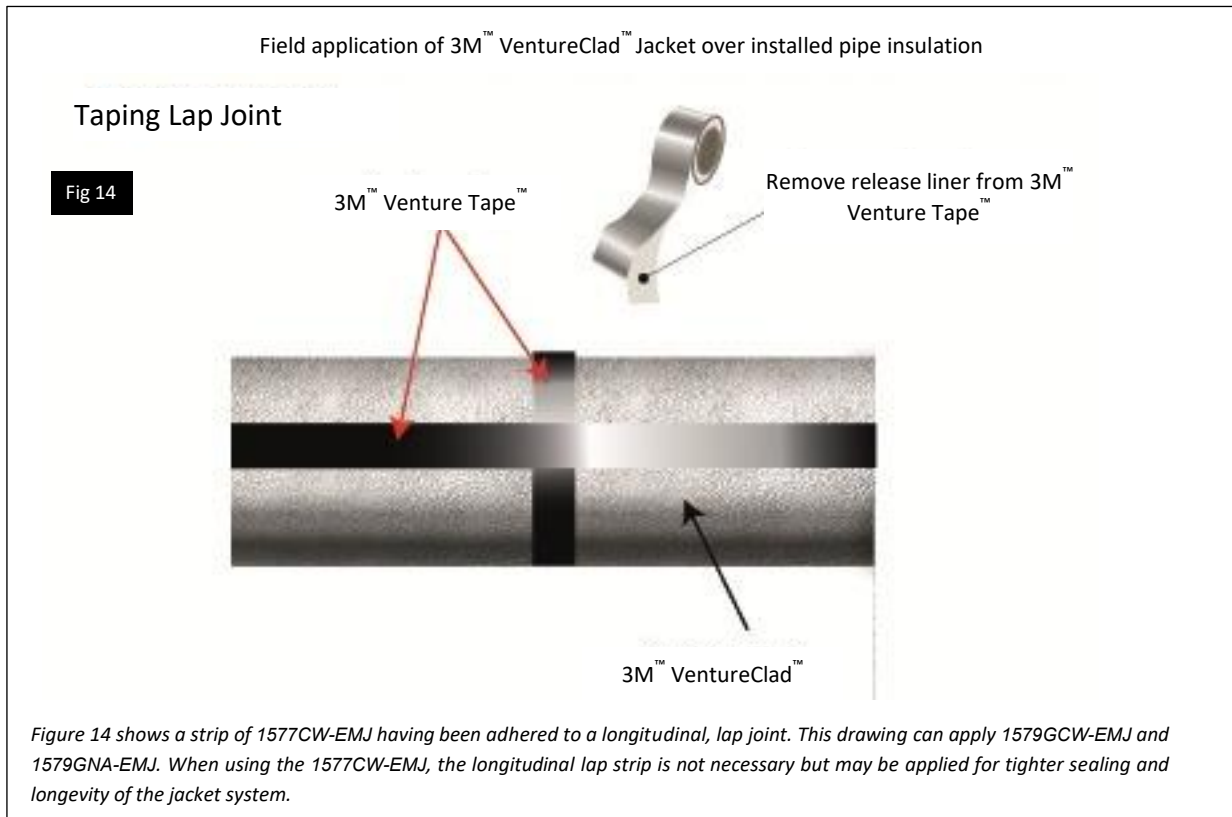 Field application of 3M™ VentureClad™ Jacket over installed pipe insulation
Taping Lap Joint
Fig 14
3M™ Venture Tape™
Remove release liner from 3M™
Venture Tape™
3M™ VentureClad™
Figure 14 shows a strip of 1577CW-EMJ having been adhered to a longitudinal, lap joint. This drawing can apply 1579GCW-EMJ and
1579GNA-EMJ. When using the 1577CW-EMJ, the longitudinal lap strip is not necessary but may be applied for tighter sealing and
longevity of the jacket system.